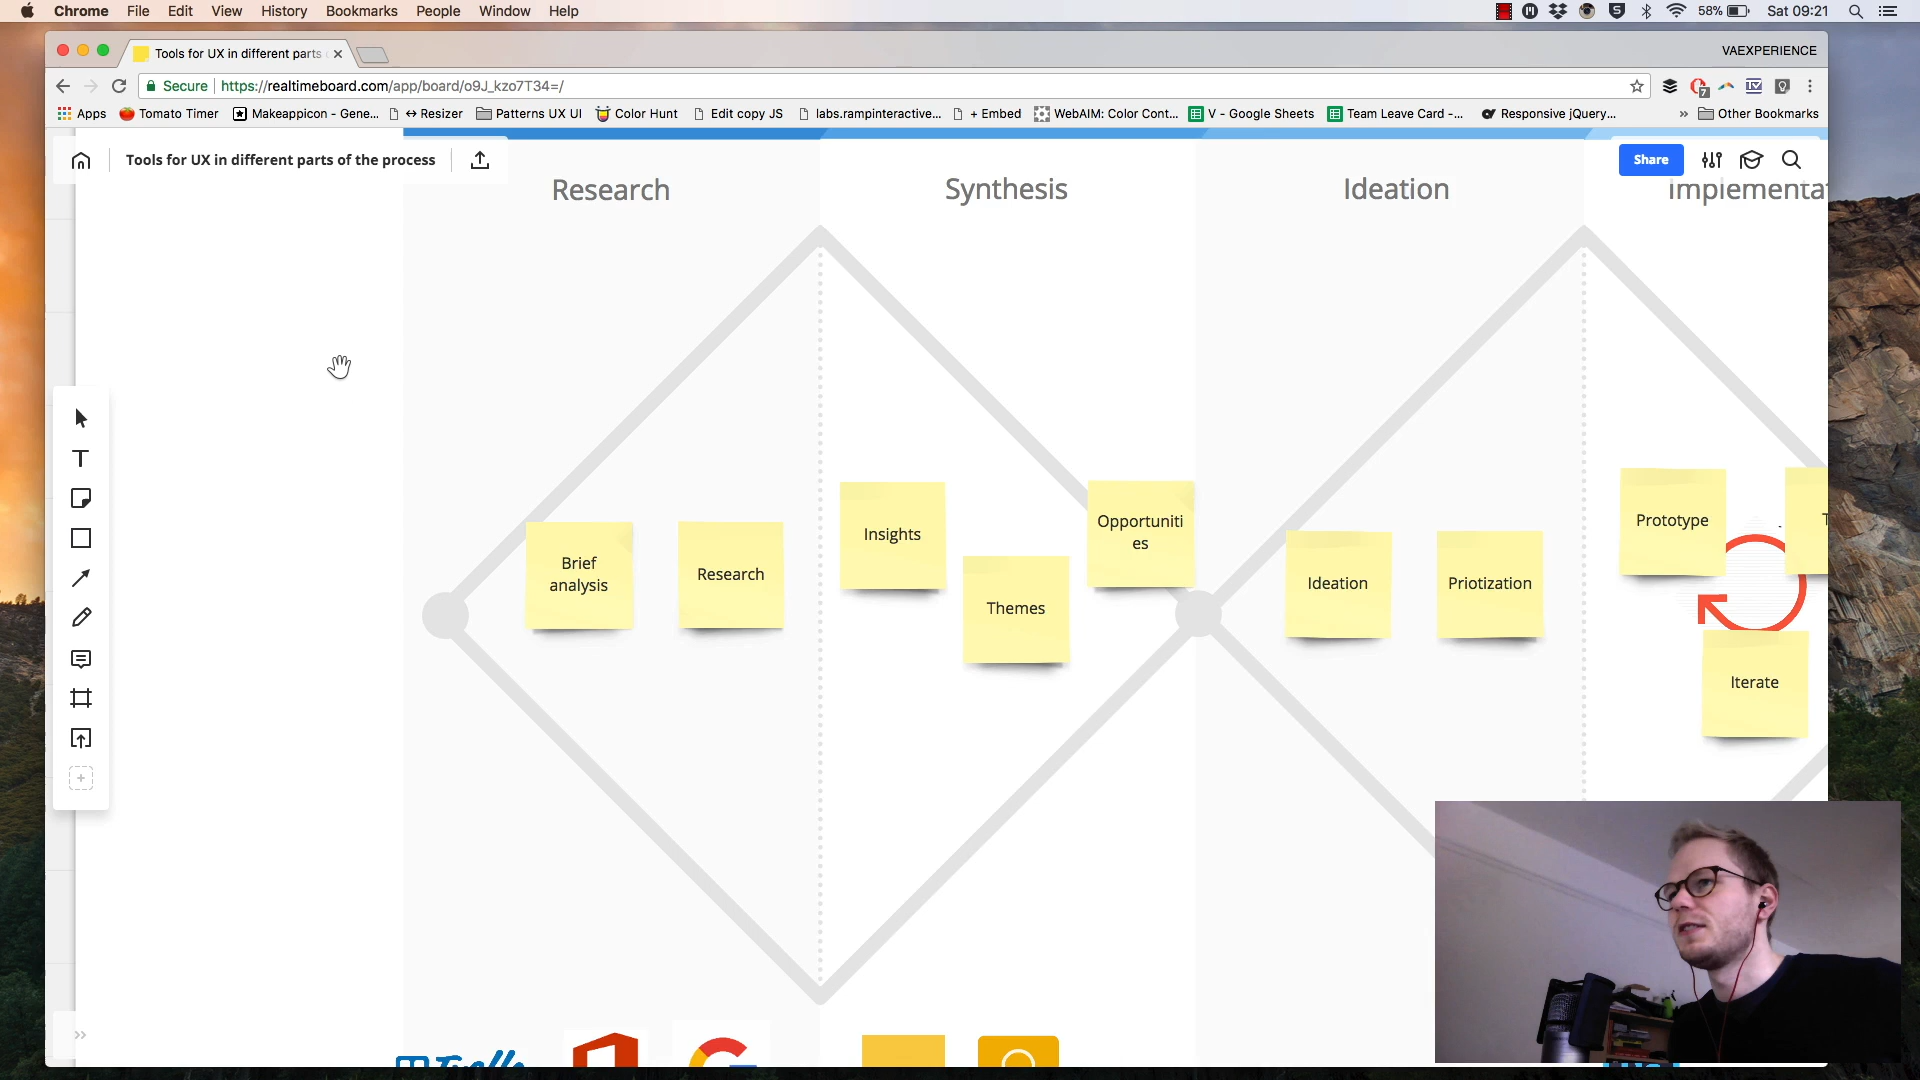 Chrome File Edit View History Bookmarks People Window Help 58% Sat 09:21
Tools for UX in different parts VAEXPERIENCE
Secure https://realtimeboard.com/app/board/o9J_kzo7T34=/ 7
Apps Tomato Timer Makeappicon - Gene... ↔ Resizer Patterns UX UI Color Hunt Edit copy JS labs.rampinteractive... + Embed WebAIM: Color Cont... V - Google Sheets Team Leave Card -... Responsive jQuery... » Other Bookmarks
Tools for UX in different parts of the process Share
Research Synthesis Ideation Implementa
Brief
analysis
Research
Insights
Themes
Opportuniti
es
Ideation
Priotization
Prototype
T
Iterate
Trello